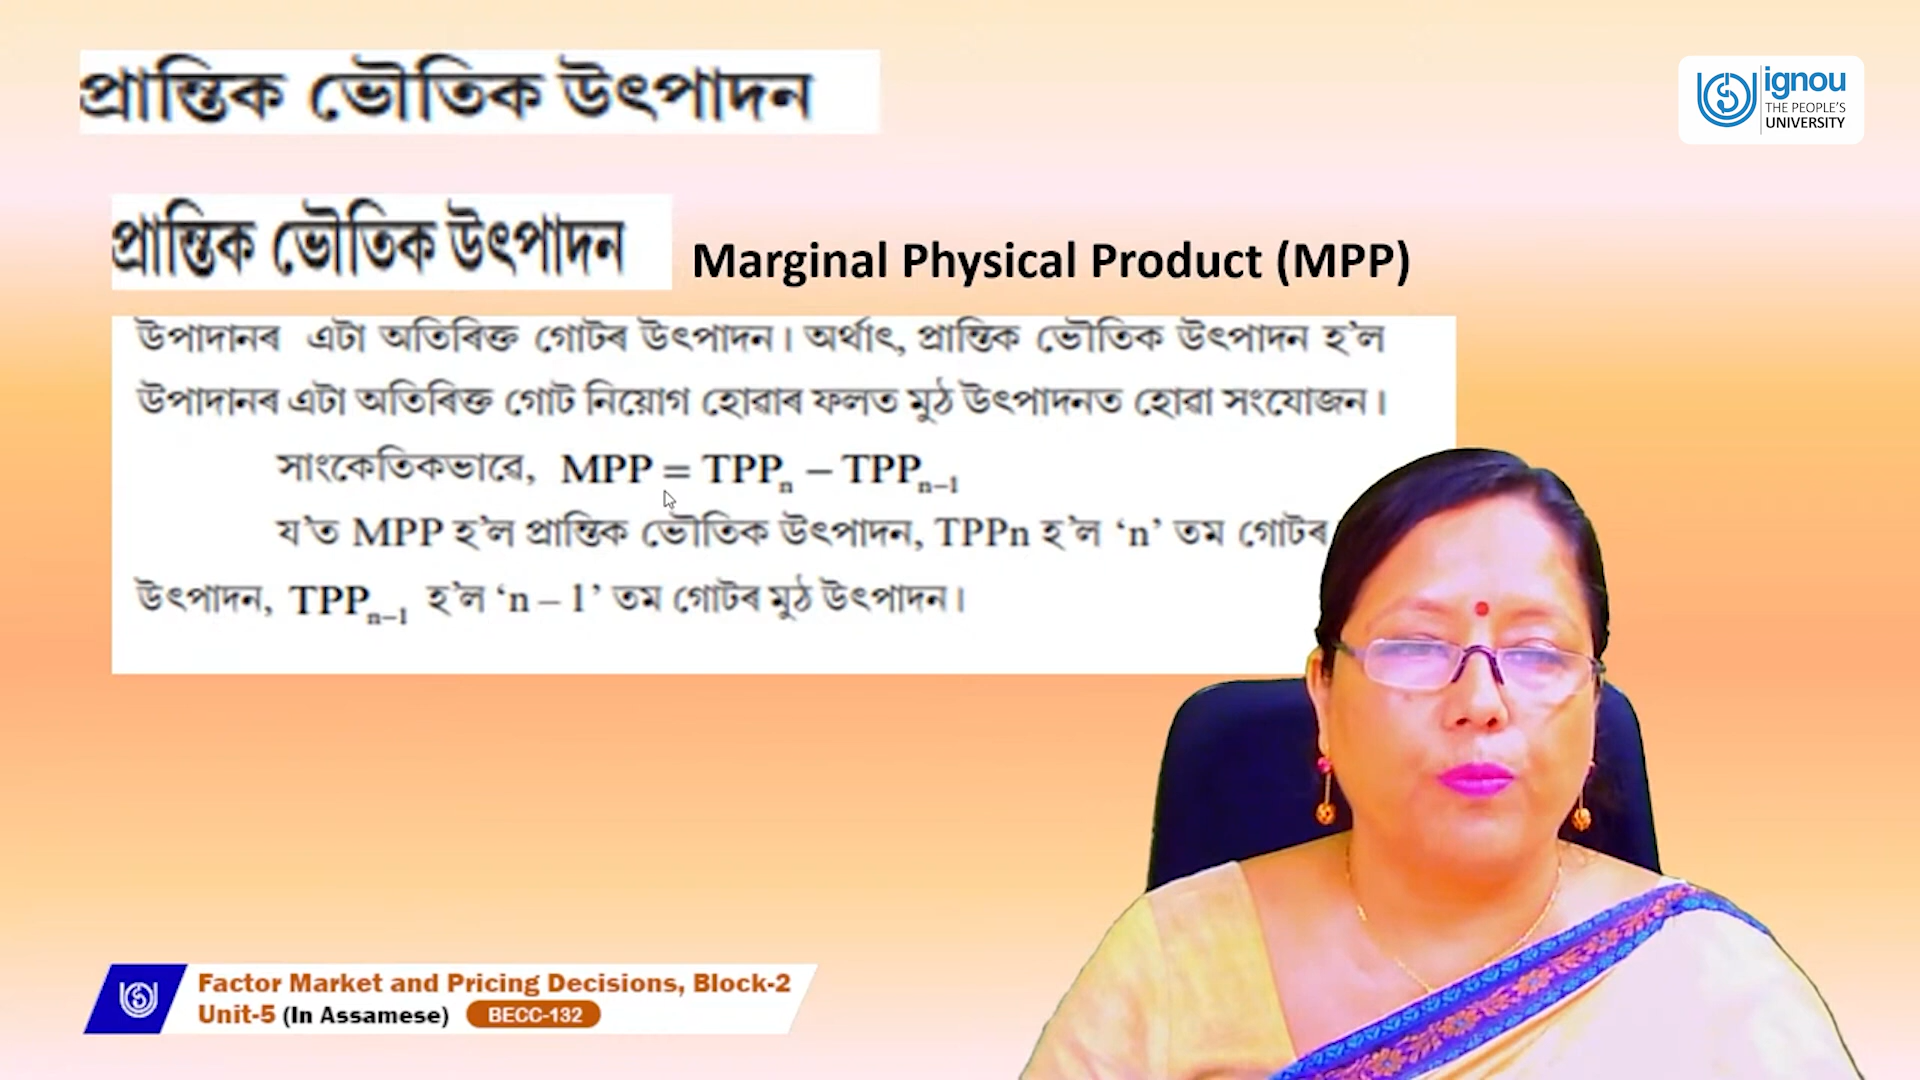 প্ৰান্তিক ভৌতিক উৎপাদন
ignou
THE PEOPLE'S
UNIVERSITY
প্ৰান্তিক ভৌতিক উৎপাদন Marginal Physical Product (MPP)
উপাদানৰ এটা অতিৰিক্ত গোটৰ উৎপাদন। অৰ্থাৎ, প্ৰান্তিক ভৌতিক উৎপাদন হ'ল
উপাদানৰ এটা অতিৰিক্ত গোট নিয়োগ হোৱাৰ ফলত মুঠ উৎপাদনত হোৱা সংযোজন।
সাংকেতিকভাৱে, MPP = TPPₙ – TPPₙ₋₁
য'ত MPP হ'ল প্ৰান্তিক ভৌতিক উৎপাদন, TPPn হ'ল ‘n’ তম গোটৰ
উৎপাদন, TPPₙ₋₁ হ'ল ‘n – 1’ তম গোটৰ মুঠ উৎপাদন।
Factor Market and Pricing Decisions, Block-2
Unit-5 (In Assamese) BECC-132